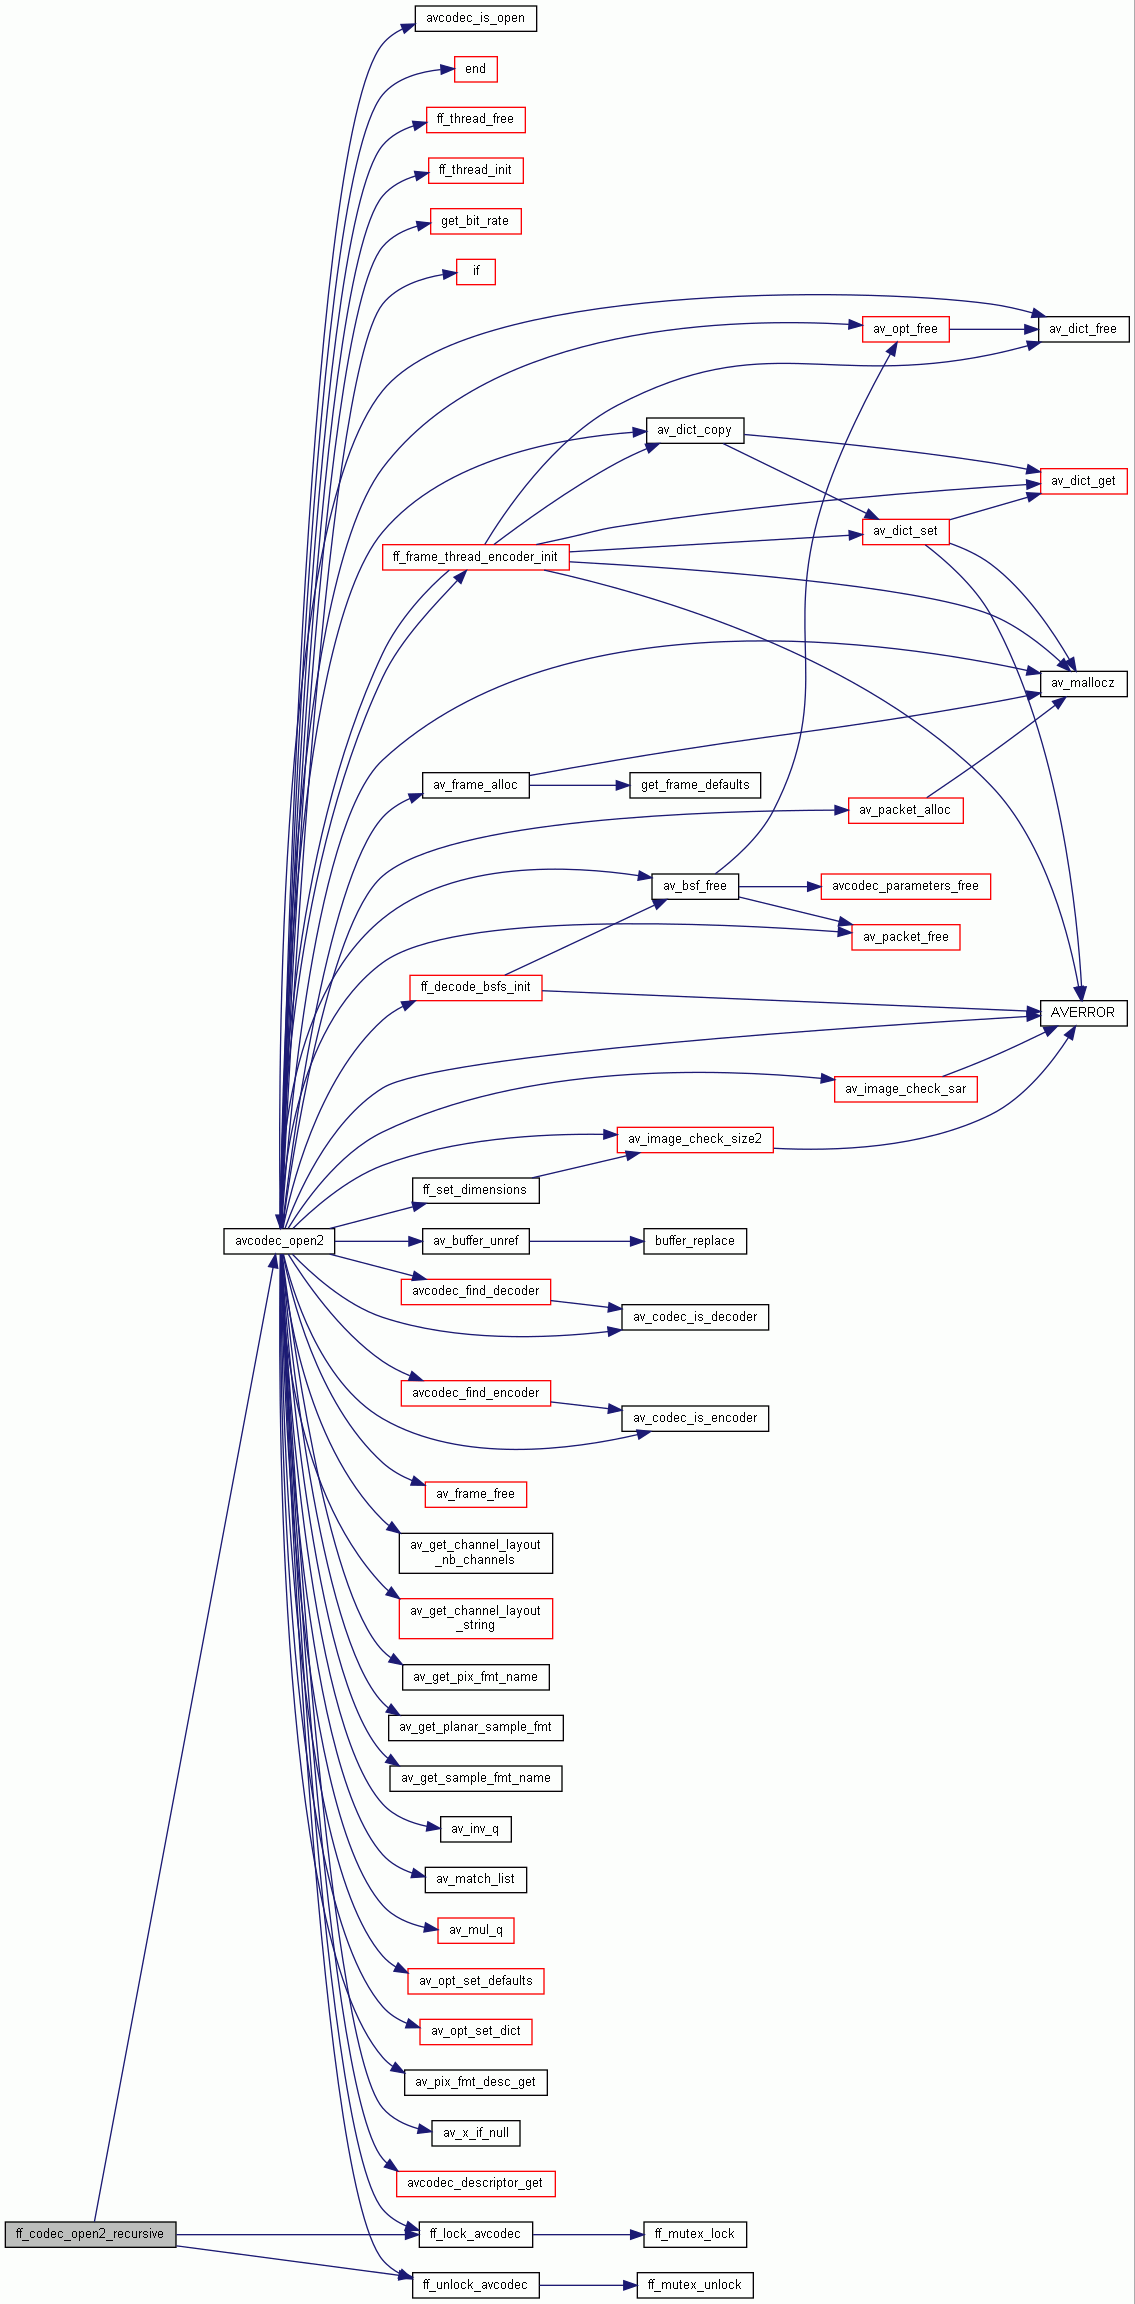 avcodec_is_open
end
ff_thread_free
ff_thread_init
get_bit_rate
if
av_opt_free
av_dict_free
av_dict_copy
av_dict_get
av_dict_set
ff_frame_thread_encoder_init
av_mallocz
av_frame_alloc
get_frame_defaults
av_packet_alloc
av_bsf_free
avcodec_parameters_free
av_packet_free
ff_decode_bsfs_init
AVERROR
av_image_check_sar
av_image_check_size2
ff_set_dimensions
avcodec_open2
av_buffer_unref
buffer_replace
avcodec_find_decoder
av_codec_is_decoder
avcodec_find_encoder
av_codec_is_encoder
av_frame_free
av_get_channel_layout
_nb_channels
av_get_channel_layout
_string
av_get_pix_fmt_name
av_get_planar_sample_fmt
av_get_sample_fmt_name
av_inv_q
av_match_list
av_mul_q
av_opt_set_defaults
av_opt_set_dict
av_pix_fmt_desc_get
av_x_if_null
avcodec_descriptor_get
ff_codec_open2_recursive
ff_lock_avcodec
ff_mutex_lock
ff_unlock_avcodec
ff_mutex_unlock